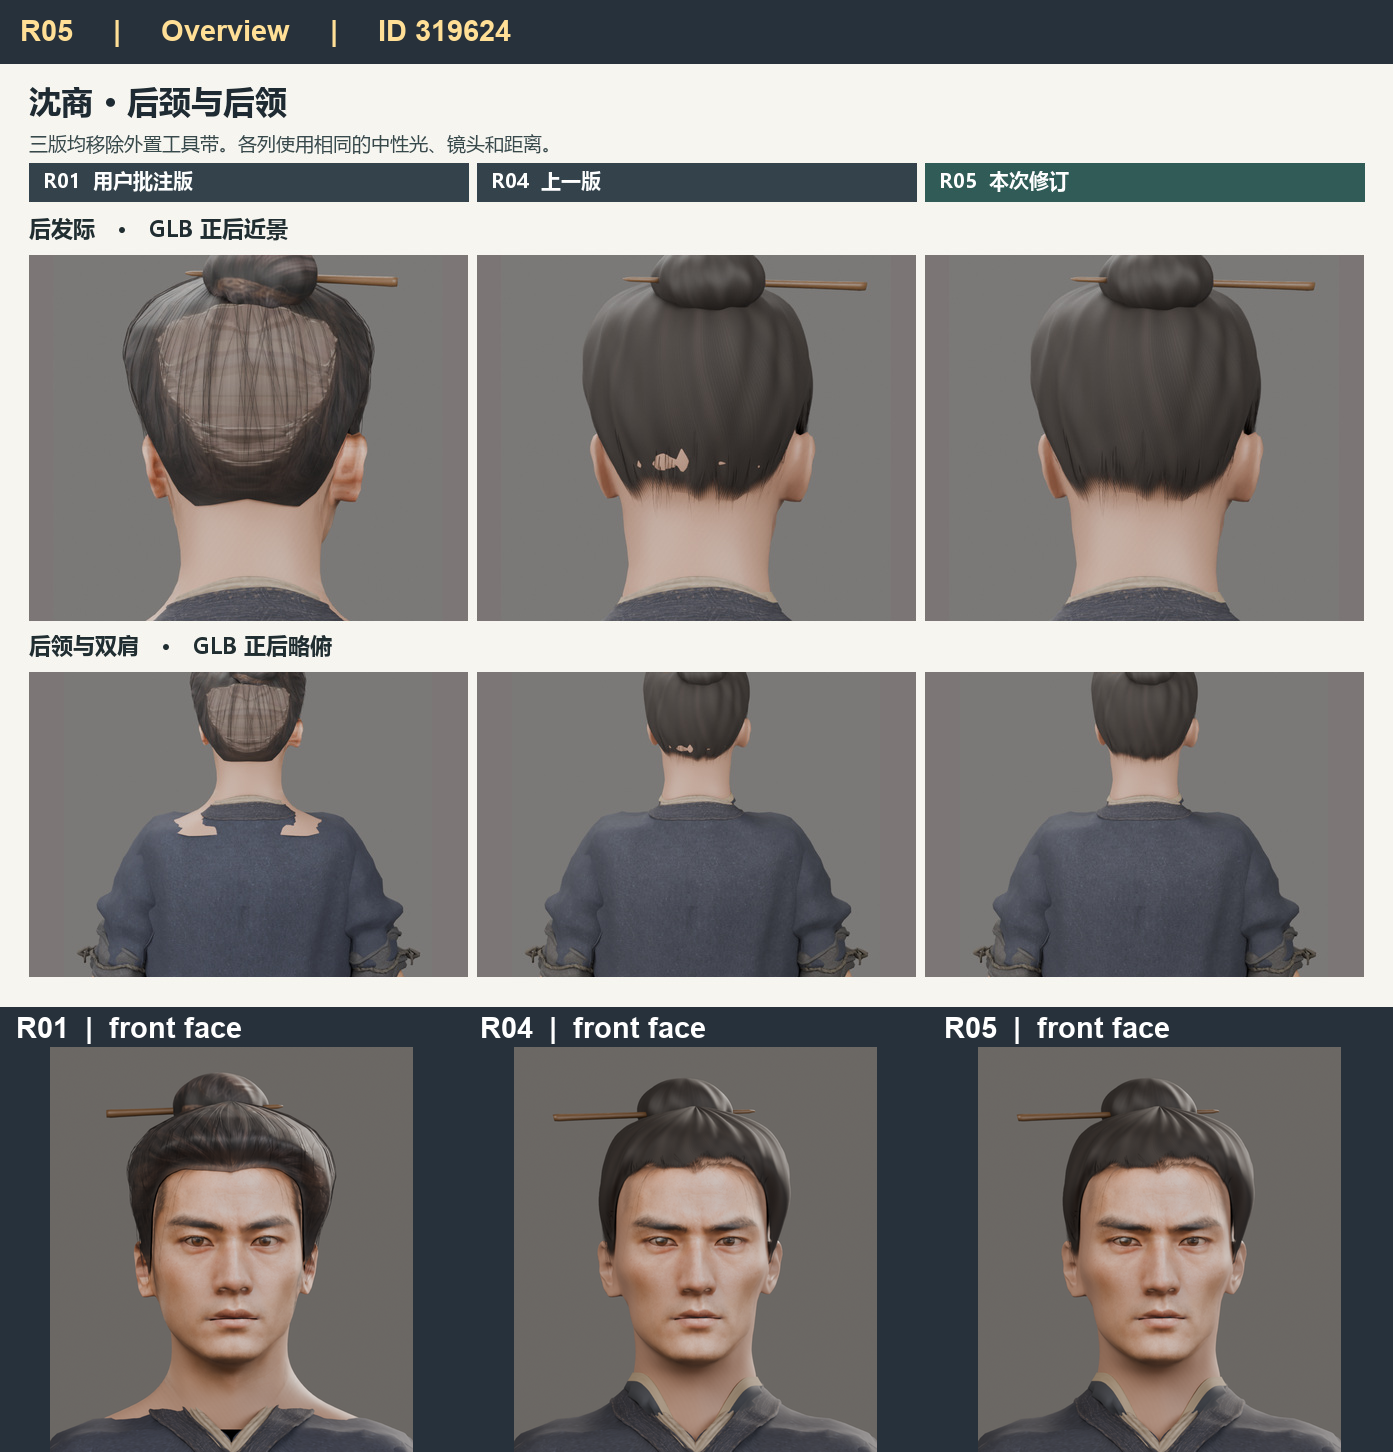 R05 | Overview | ID 319624
沈商・后颈与后领
三版均移除外置工具带。各列使用相同的中性光、镜头和距离。
R01 用户批注版
R04 上一版
R05 本次修订
后发际 • GLB 正后近景
后领与双肩 • GLB 正后略俯
R01 | front face
R04 | front face
R05 | front face